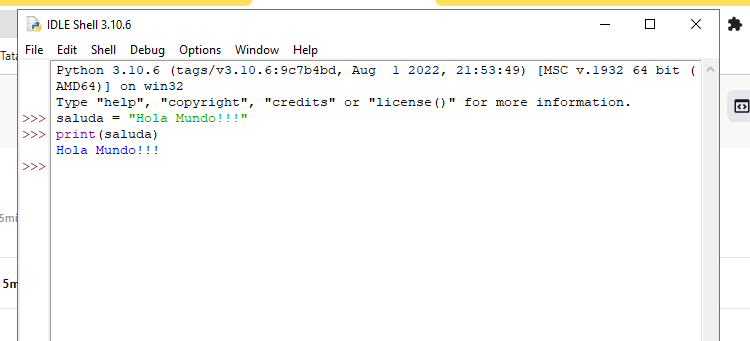 IDLE Shell 3.10.6
File Edit Shell Debug Options Window Help
Tata
Python 3.10.6 (tags/v3.10.6:9c7b4bd, Aug  1 2022, 21:53:49) [MSC v.1932 64 bit (
AMD64)] on win32
Type "help", "copyright", "credits" or "license()" for more information.
>>> saluda = "Hola Mundo!!!"
>>> print(saluda)
Hola Mundo!!!
>>>
5mi
5m